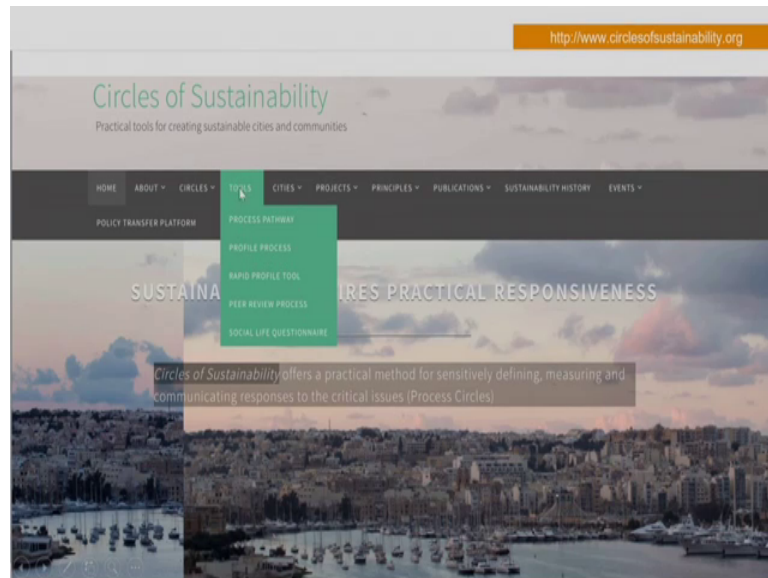 http://www.circlesofsustainability.org
Circles of Sustainability
Practical tools for creating sustainable cities and communities
HOME ABOUT CIRCLES TOOLS CITIES PROJECTS PRINCIPLES PUBLICATIONS SUSTAINABILITY HISTORY EVENTS
POLICY TRANSFER PLATFORM
PROCESS PATHWAY
PROFILE PROCESS
RAPID PROFILE TOOL
PEER REVIEW PROCESS
SOCIAL LIFE QUESTIONNAIRE
SUSTAINA IRES PRACTICAL RESPONSIVENESS
Circles of Sustainability offers a practical method for sensitively defining, measuring and
communicating responses to the critical issues (Process Circles)